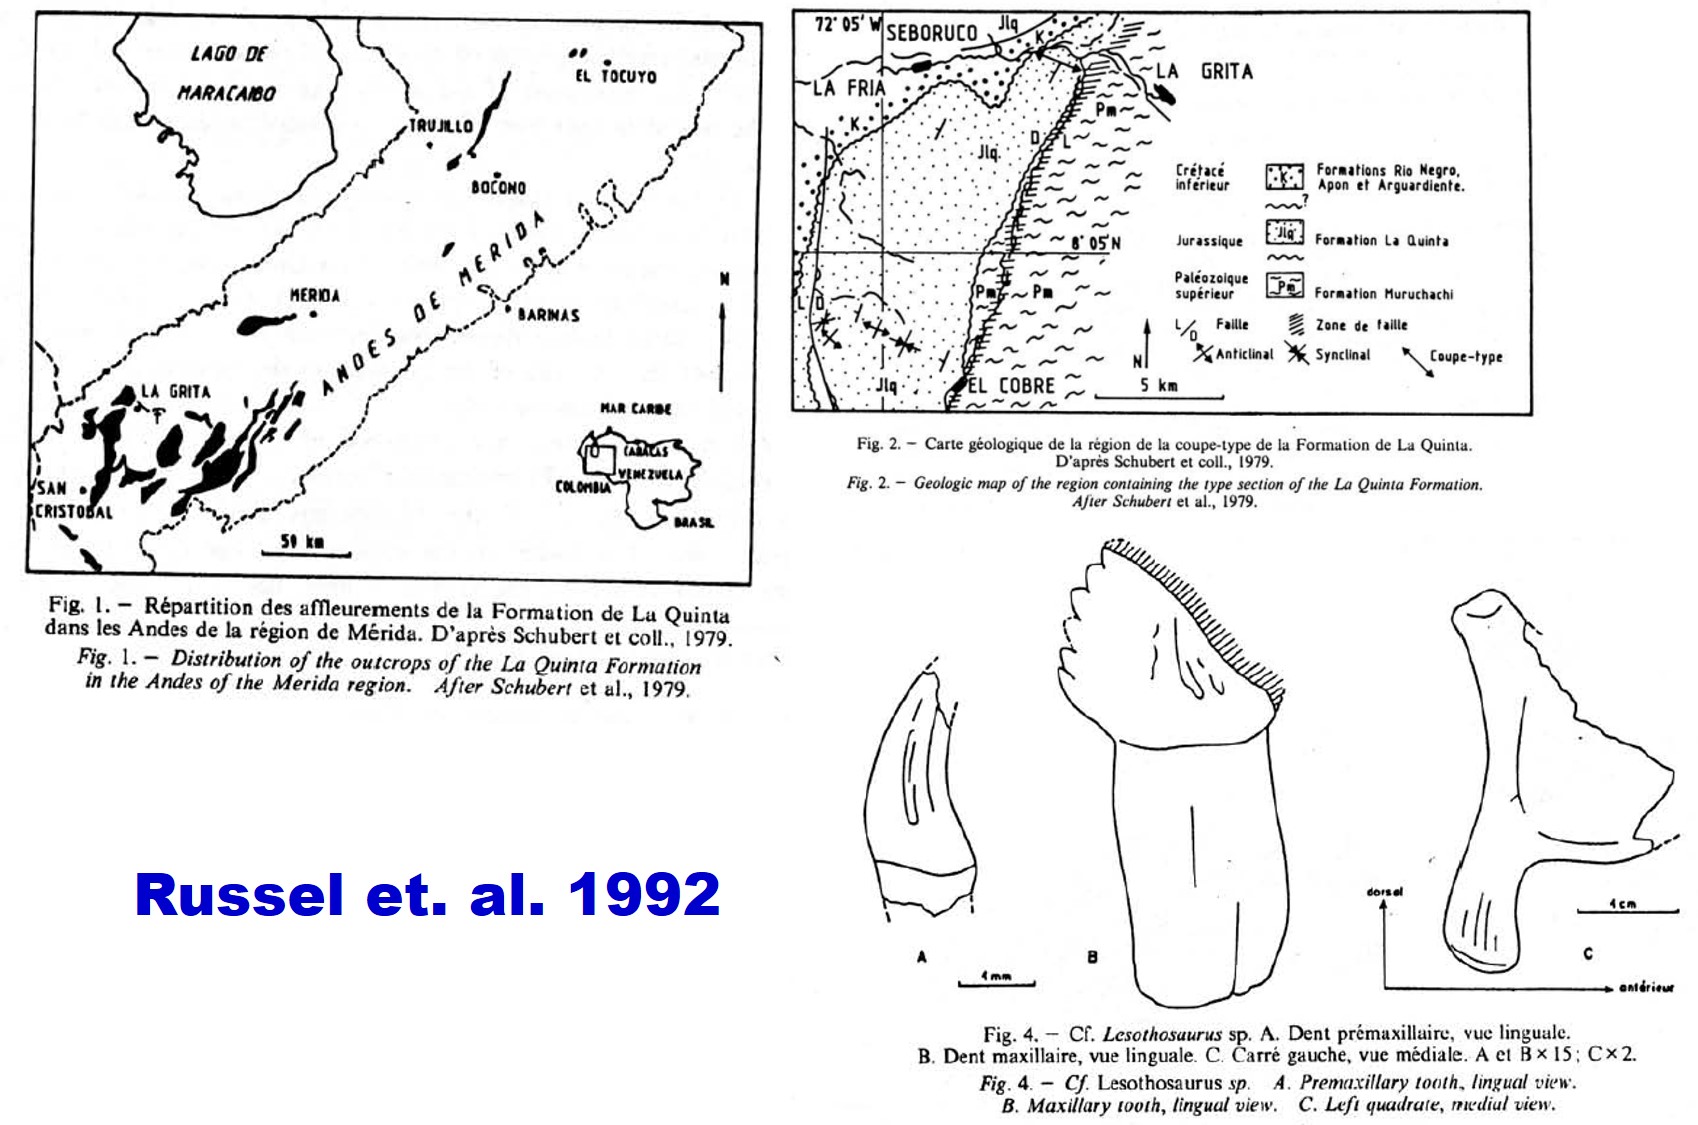 LAGO DE
MARACAIBO
EL TOCUYO
TRUJILLO
BOCONO
ANDES DE MERIDA
MERIDA
BARINAS
N
LA GRITA
MAR CARIBE
CARACAS
VENEZUELA
COLOMBIA
BRASIL
SAN
CRISTOBAL
50 km
Fig. 1. — Répartition des affleurements de la Formation de La Quinta
dans les Andes de la région de Mérida. D'après Schubert et coll., 1979.
Fig. 1. — Distribution of the outcrops of the La Quinta Formation
in the Andes of the Merida region. After Schubert et al., 1979.
72° 05' W
SEBORUCO
Jlq
K
LA GRITA
LA FRIA
Pm
K
D L
Jlq
8° 05' N
Pm
Pm
L D
Jlq
EL COBRE
N
5 km
Crétacé
inférieur
K
Formations Rio Negro,
Apon et Arguardiente.
?
Jurassique
Jlq
Formation La Quinta
Paléozoique
supérieur
Pm
Formation Muruchachi
L/D
Faille
Zone de faille
Anticlinal
Synclinal
Coupe-type
Fig. 2. — Carte géologique de la région de la coupe-type de la Formation de La Quinta.
D'après Schubert et coll., 1979.
Fig. 2. — Geologic map of the region containing the type section of the La Quinta Formation.
After Schubert et al., 1979.
Russel et. al. 1992
A
1 mm
B
dorsal
antérieur
1 cm
C
Fig. 4. — Cf. Lesothosaurus sp. A. Dent prémaxillaire, vue linguale.
B. Dent maxillaire, vue linguale. C. Carré gauche, vue médiale. A et B × 15; C × 2.
Fig. 4. — Cf. Lesothosaurus sp. A. Premaxillary tooth, lingual view.
B. Maxillary tooth, lingual view. C. Left quadrate, medial view.